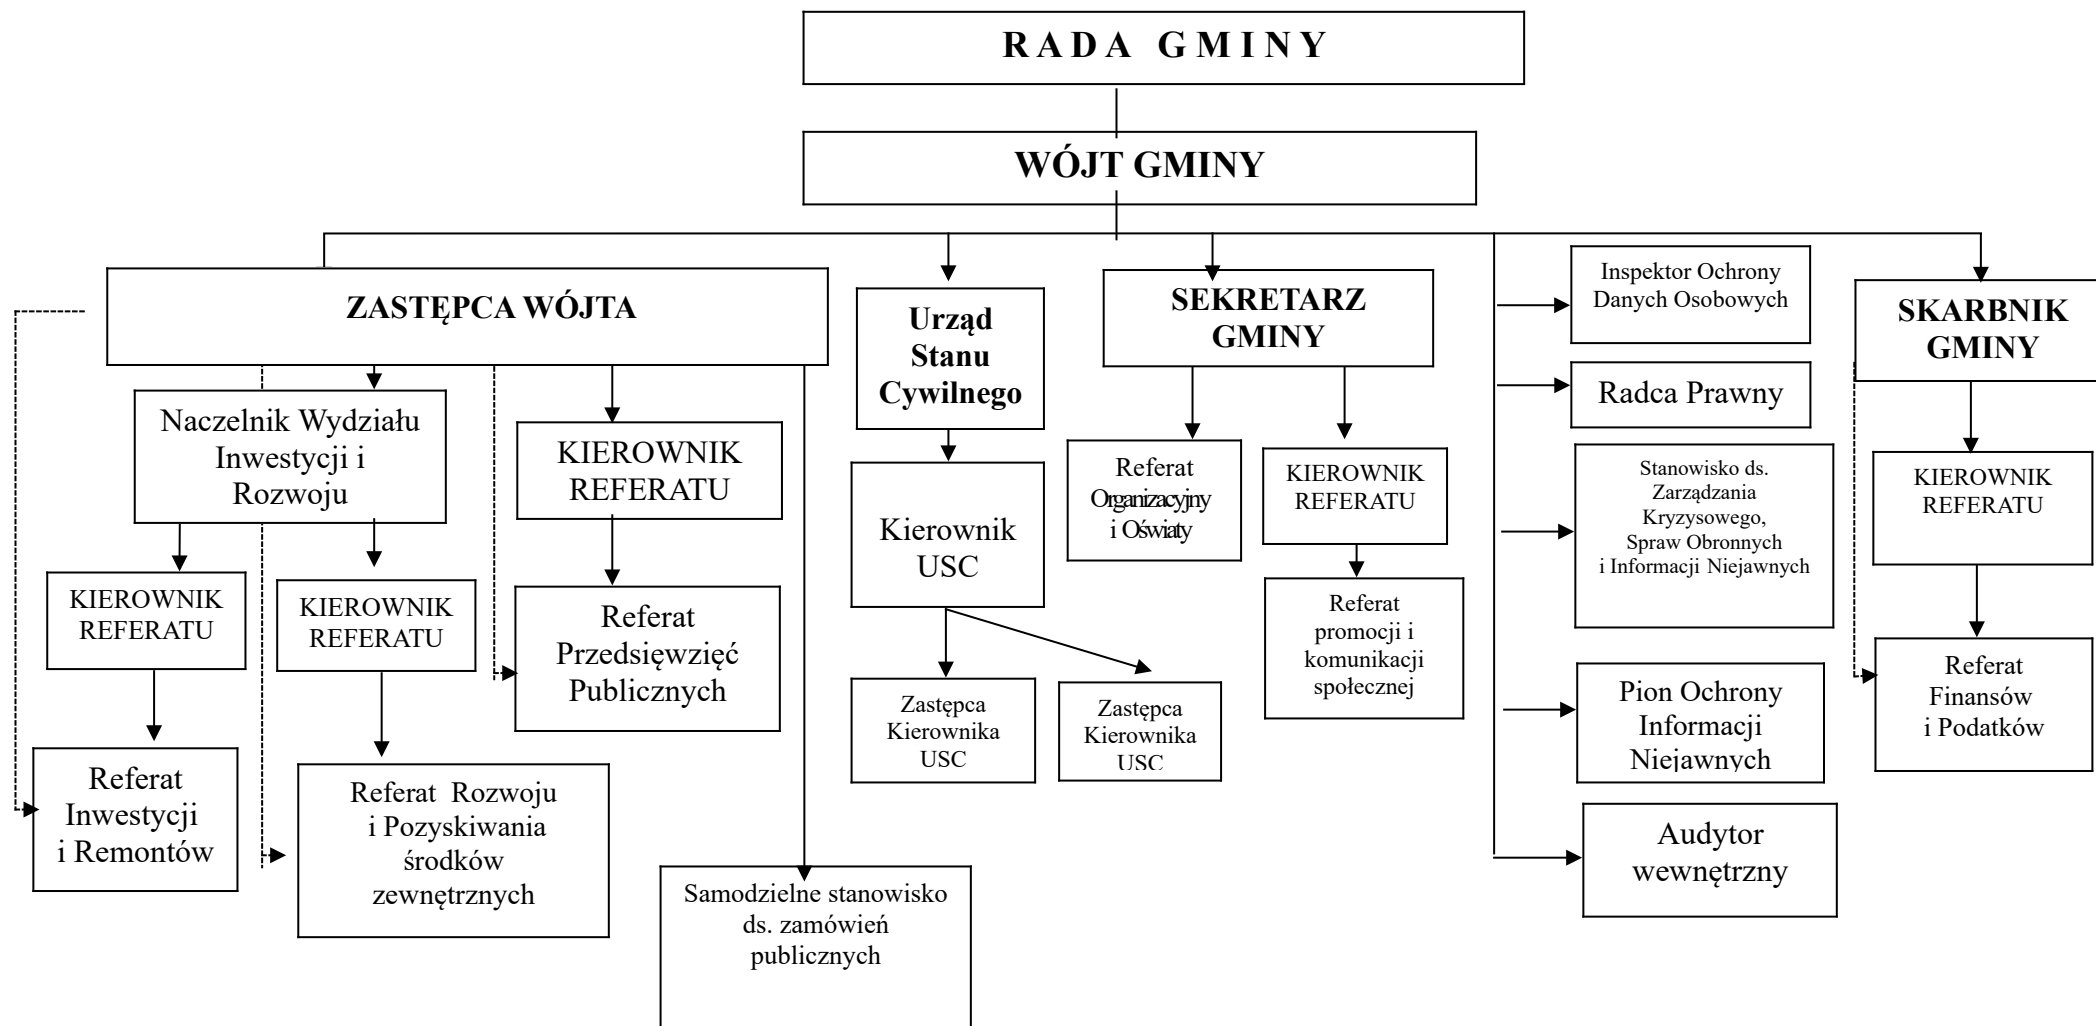 RADA GMINY
WÓJT GMINY
ZASTĘPCA WÓJTA
Urząd
Stanu
Cywilnego
SEKRETARZ
GMINY
Inspektor Ochrony
Danych Osobowych
SKARBNIK
GMINY
Radca Prawny
Naczelnik Wydziału
Inwestycji i
Rozwoju
KIEROWNIK
REFERATU
Kierownik
USC
Referat
Organizacyjny
i Oświaty
KIEROWNIK
REFERATU
Stanowisko ds.
Zarządzania
Kryzysowego,
Spraw Obronnych
i Informacji Niejawnych
KIEROWNIK
REFERATU
KIEROWNIK
REFERATU
KIEROWNIK
REFERATU
Referat
Przedsięwzięć
Publicznych
Referat
promocji i
komunikacji
społecznej
Zastępca
Kierownika
USC
Zastępca
Kierownika
USC
Pion Ochrony
Informacji
Niejawnych
Referat
Finansów
i Podatków
Referat
Inwestycji
i Remontów
Referat Rozwoju
i Pozyskiwania
środków
zewnętrznych
Samodzielne stanowisko
ds. zamówień
publicznych
Audytor
wewnętrzny